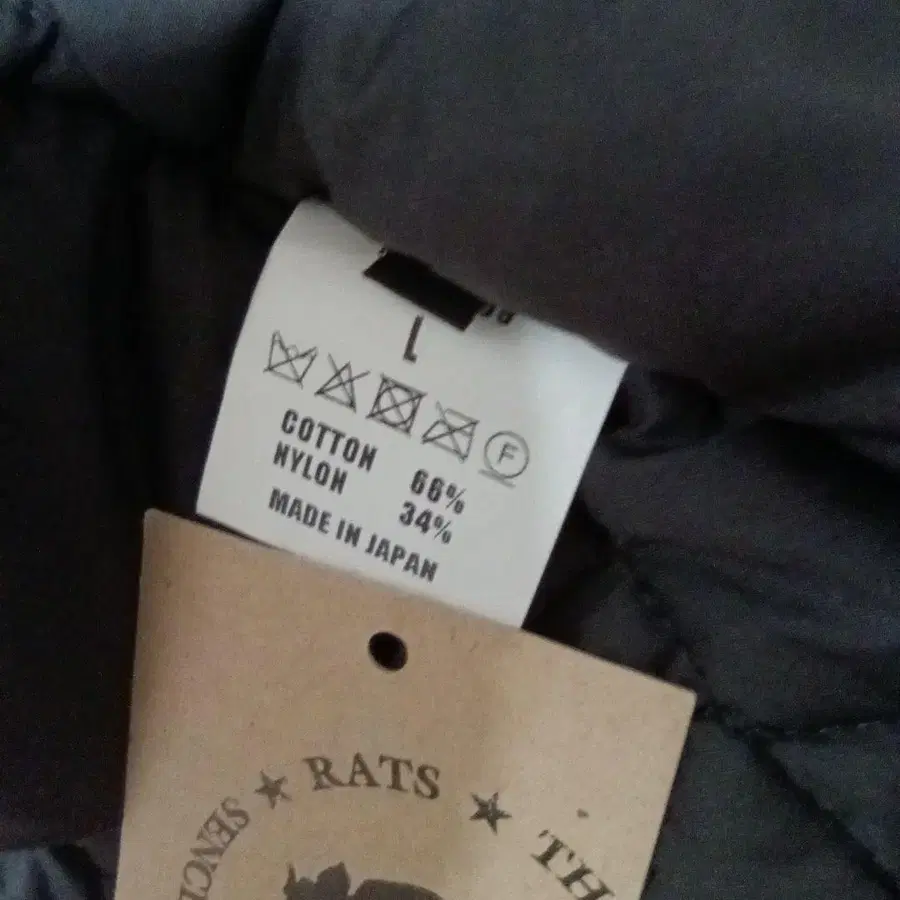 L
F
COTTON 66%
NYLON 34%
MADE IN JAPAN
★ RATS ★